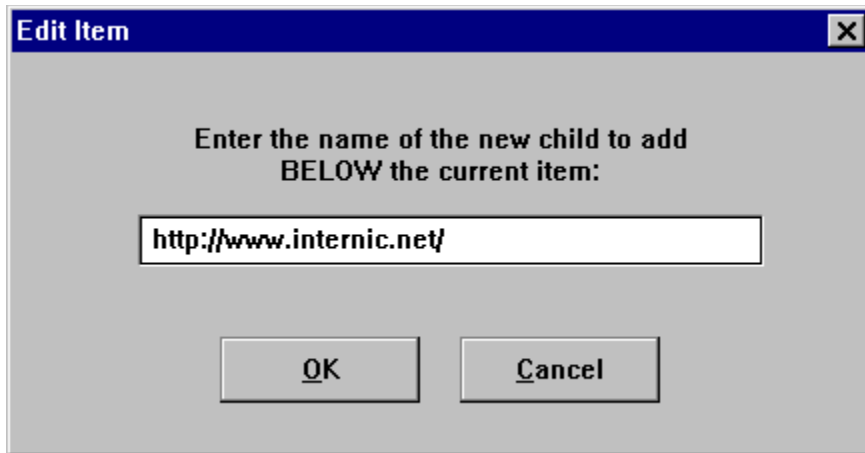 Edit Item
Enter the name of the new child to add
BELOW the current item:
http://www.internic.net/
OK
Cancel